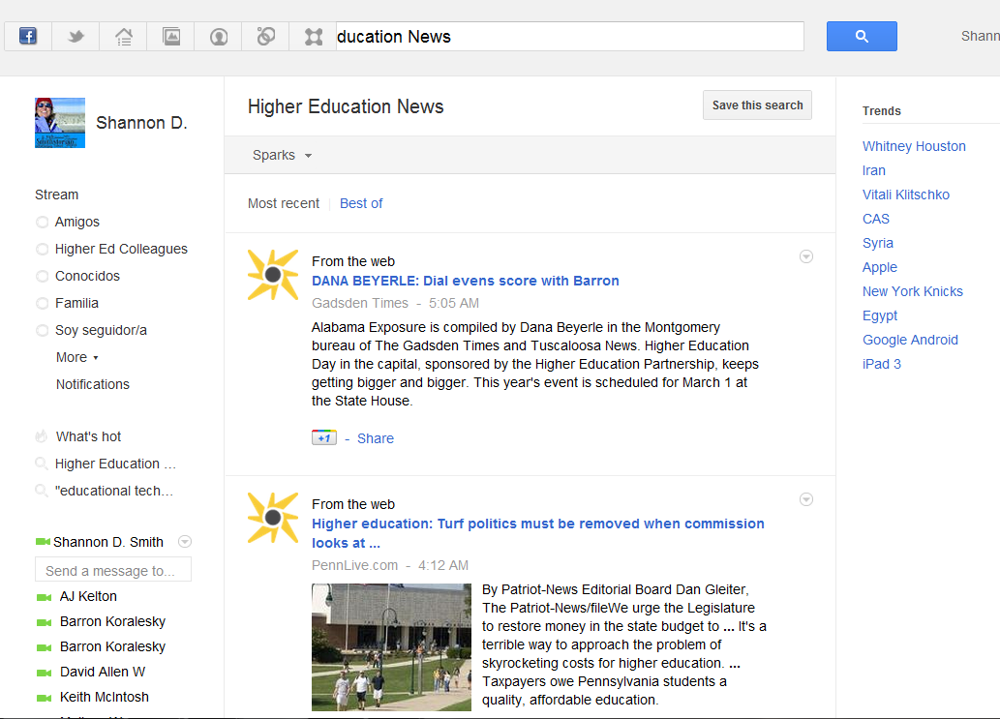 ducation News
Shann
Shannon D.
Stream
Amigos
Higher Ed Colleagues
Conocidos
Familia
Soy seguidor/a
More
Notifications
What's hot
Higher Education …
"educational tech…
Shannon D. Smith
Send a message to...
AJ Kelton
Barron Koralesky
Barron Koralesky
David Allen W
Keith McIntosh
Higher Education News
Save this search
Sparks
Most recent
Best of
From the web
DANA BEYERLE: Dial evens score with Barron
Gadsden Times - 5:05 AM
Alabama Exposure is compiled by Dana Beyerle in the Montgomery
bureau of The Gadsden Times and Tuscaloosa News. Higher Education
Day in the capital, sponsored by the Higher Education Partnership, keeps
getting bigger and bigger. This year's event is scheduled for March 1 at
the State House.
+1 - Share
From the web
Higher education: Turf politics must be removed when commission
looks at ...
PennLive.com - 4:12 AM
By Patriot-News Editorial Board Dan Gleiter,
The Patriot-News/fileWe urge the Legislature
to restore money in the state budget to ... It's a
terrible way to approach the problem of
skyrocketing costs for higher education. ...
Taxpayers owe Pennsylvania students a
quality, affordable education.
Trends
Whitney Houston
Iran
Vitali Klitschko
CAS
Syria
Apple
New York Knicks
Egypt
Google Android
iPad 3